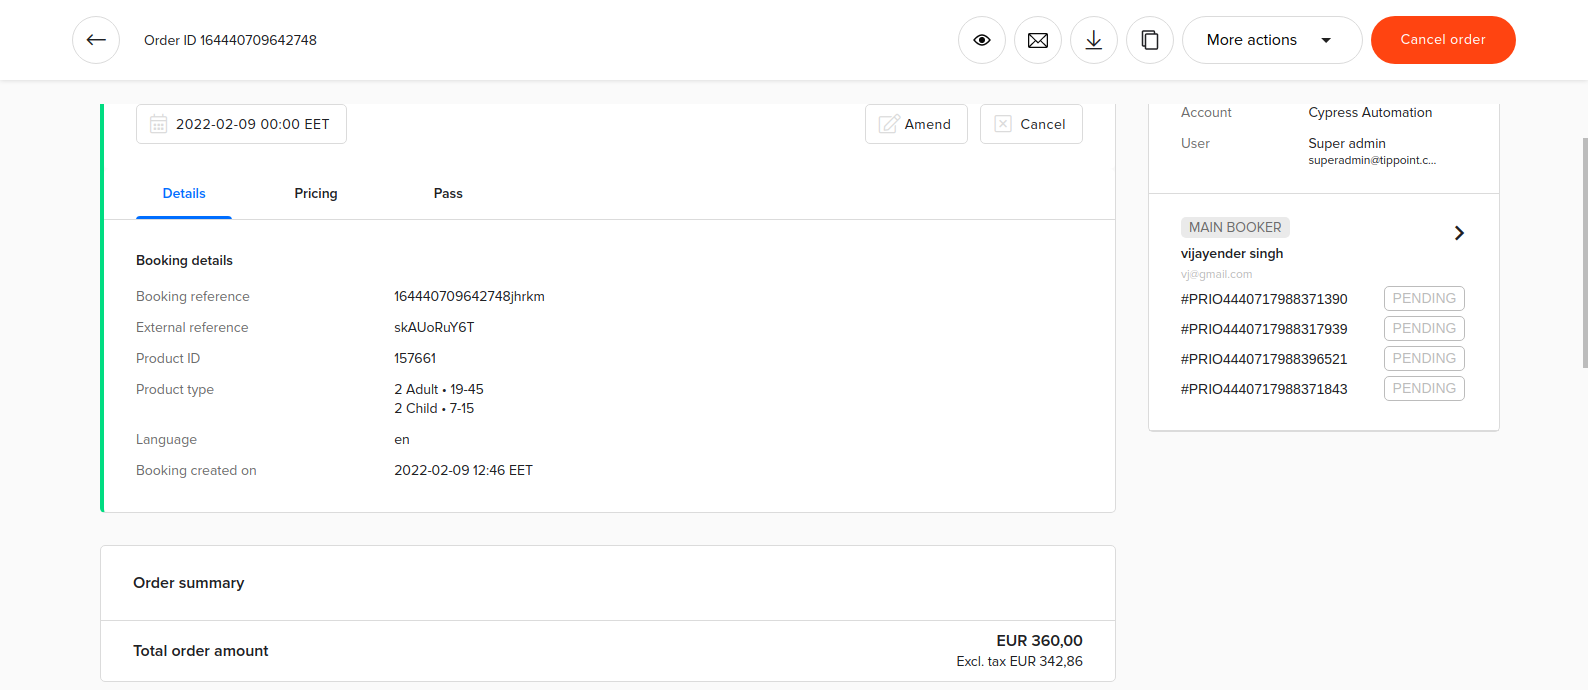 Order ID 164440709642748
More actions
Cancel order
2022-02-09 00:00 EET
Amend
Cancel
Details
Pricing
Pass
Booking details
Booking reference 164440709642748jhrkm
External reference skAUoRuY6T
Product ID 157661
Product type 2 Adult • 19-45
2 Child • 7-15
Language en
Booking created on 2022-02-09 12:46 EET
Order summary
Total order amount EUR 360,00
Excl. tax EUR 342,86
Account Cypress Automation
User Super admin
superadmin@tippoint.c...
MAIN BOOKER
vijayender singh
vj@gmail.com
#PRIO4440717988371390 PENDING
#PRIO4440717988317939 PENDING
#PRIO4440717988396521 PENDING
#PRIO4440717988371843 PENDING